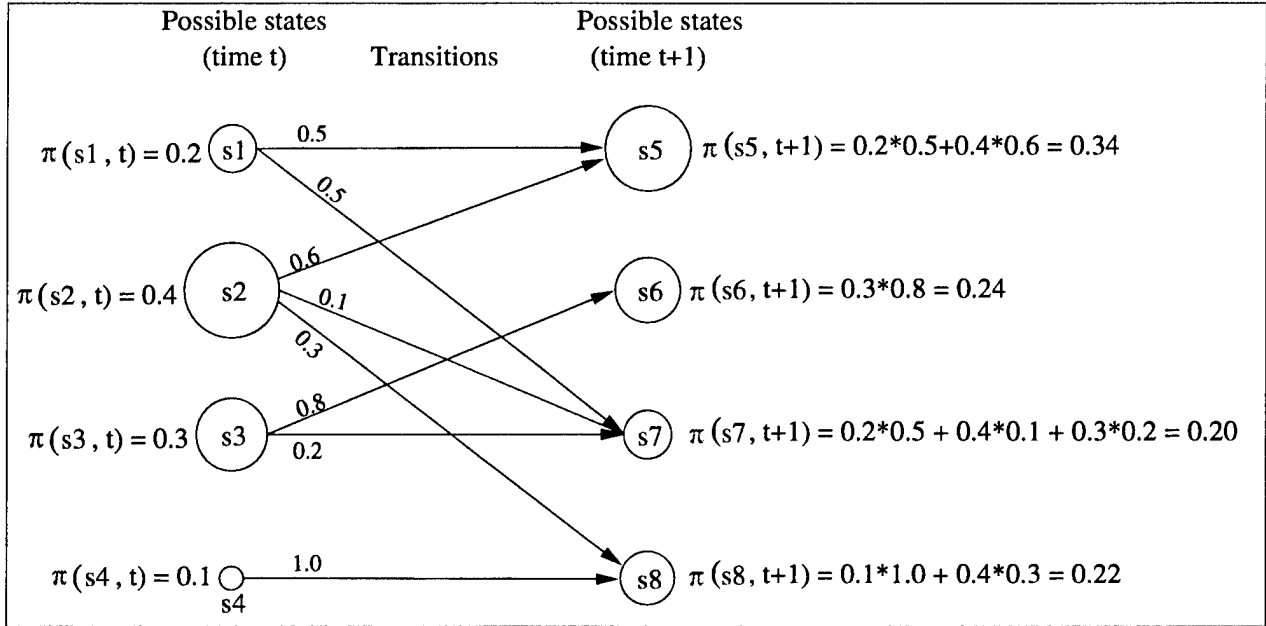 Possible states
(time t)
Transitions
Possible states
(time t+1)
π(s1, t) = 0.2
s1
0.5
0.5
s5
π(s5, t+1) = 0.2*0.5+0.4*0.6 = 0.34
π(s2, t) = 0.4
s2
0.6
0.1
0.3
s6
π(s6, t+1) = 0.3*0.8 = 0.24
π(s3, t) = 0.3
s3
0.8
0.2
s7
π(s7, t+1) = 0.2*0.5 + 0.4*0.1 + 0.3*0.2 = 0.20
π(s4, t) = 0.1
s4
1.0
s8
π(s8, t+1) = 0.1*1.0 + 0.4*0.3 = 0.22